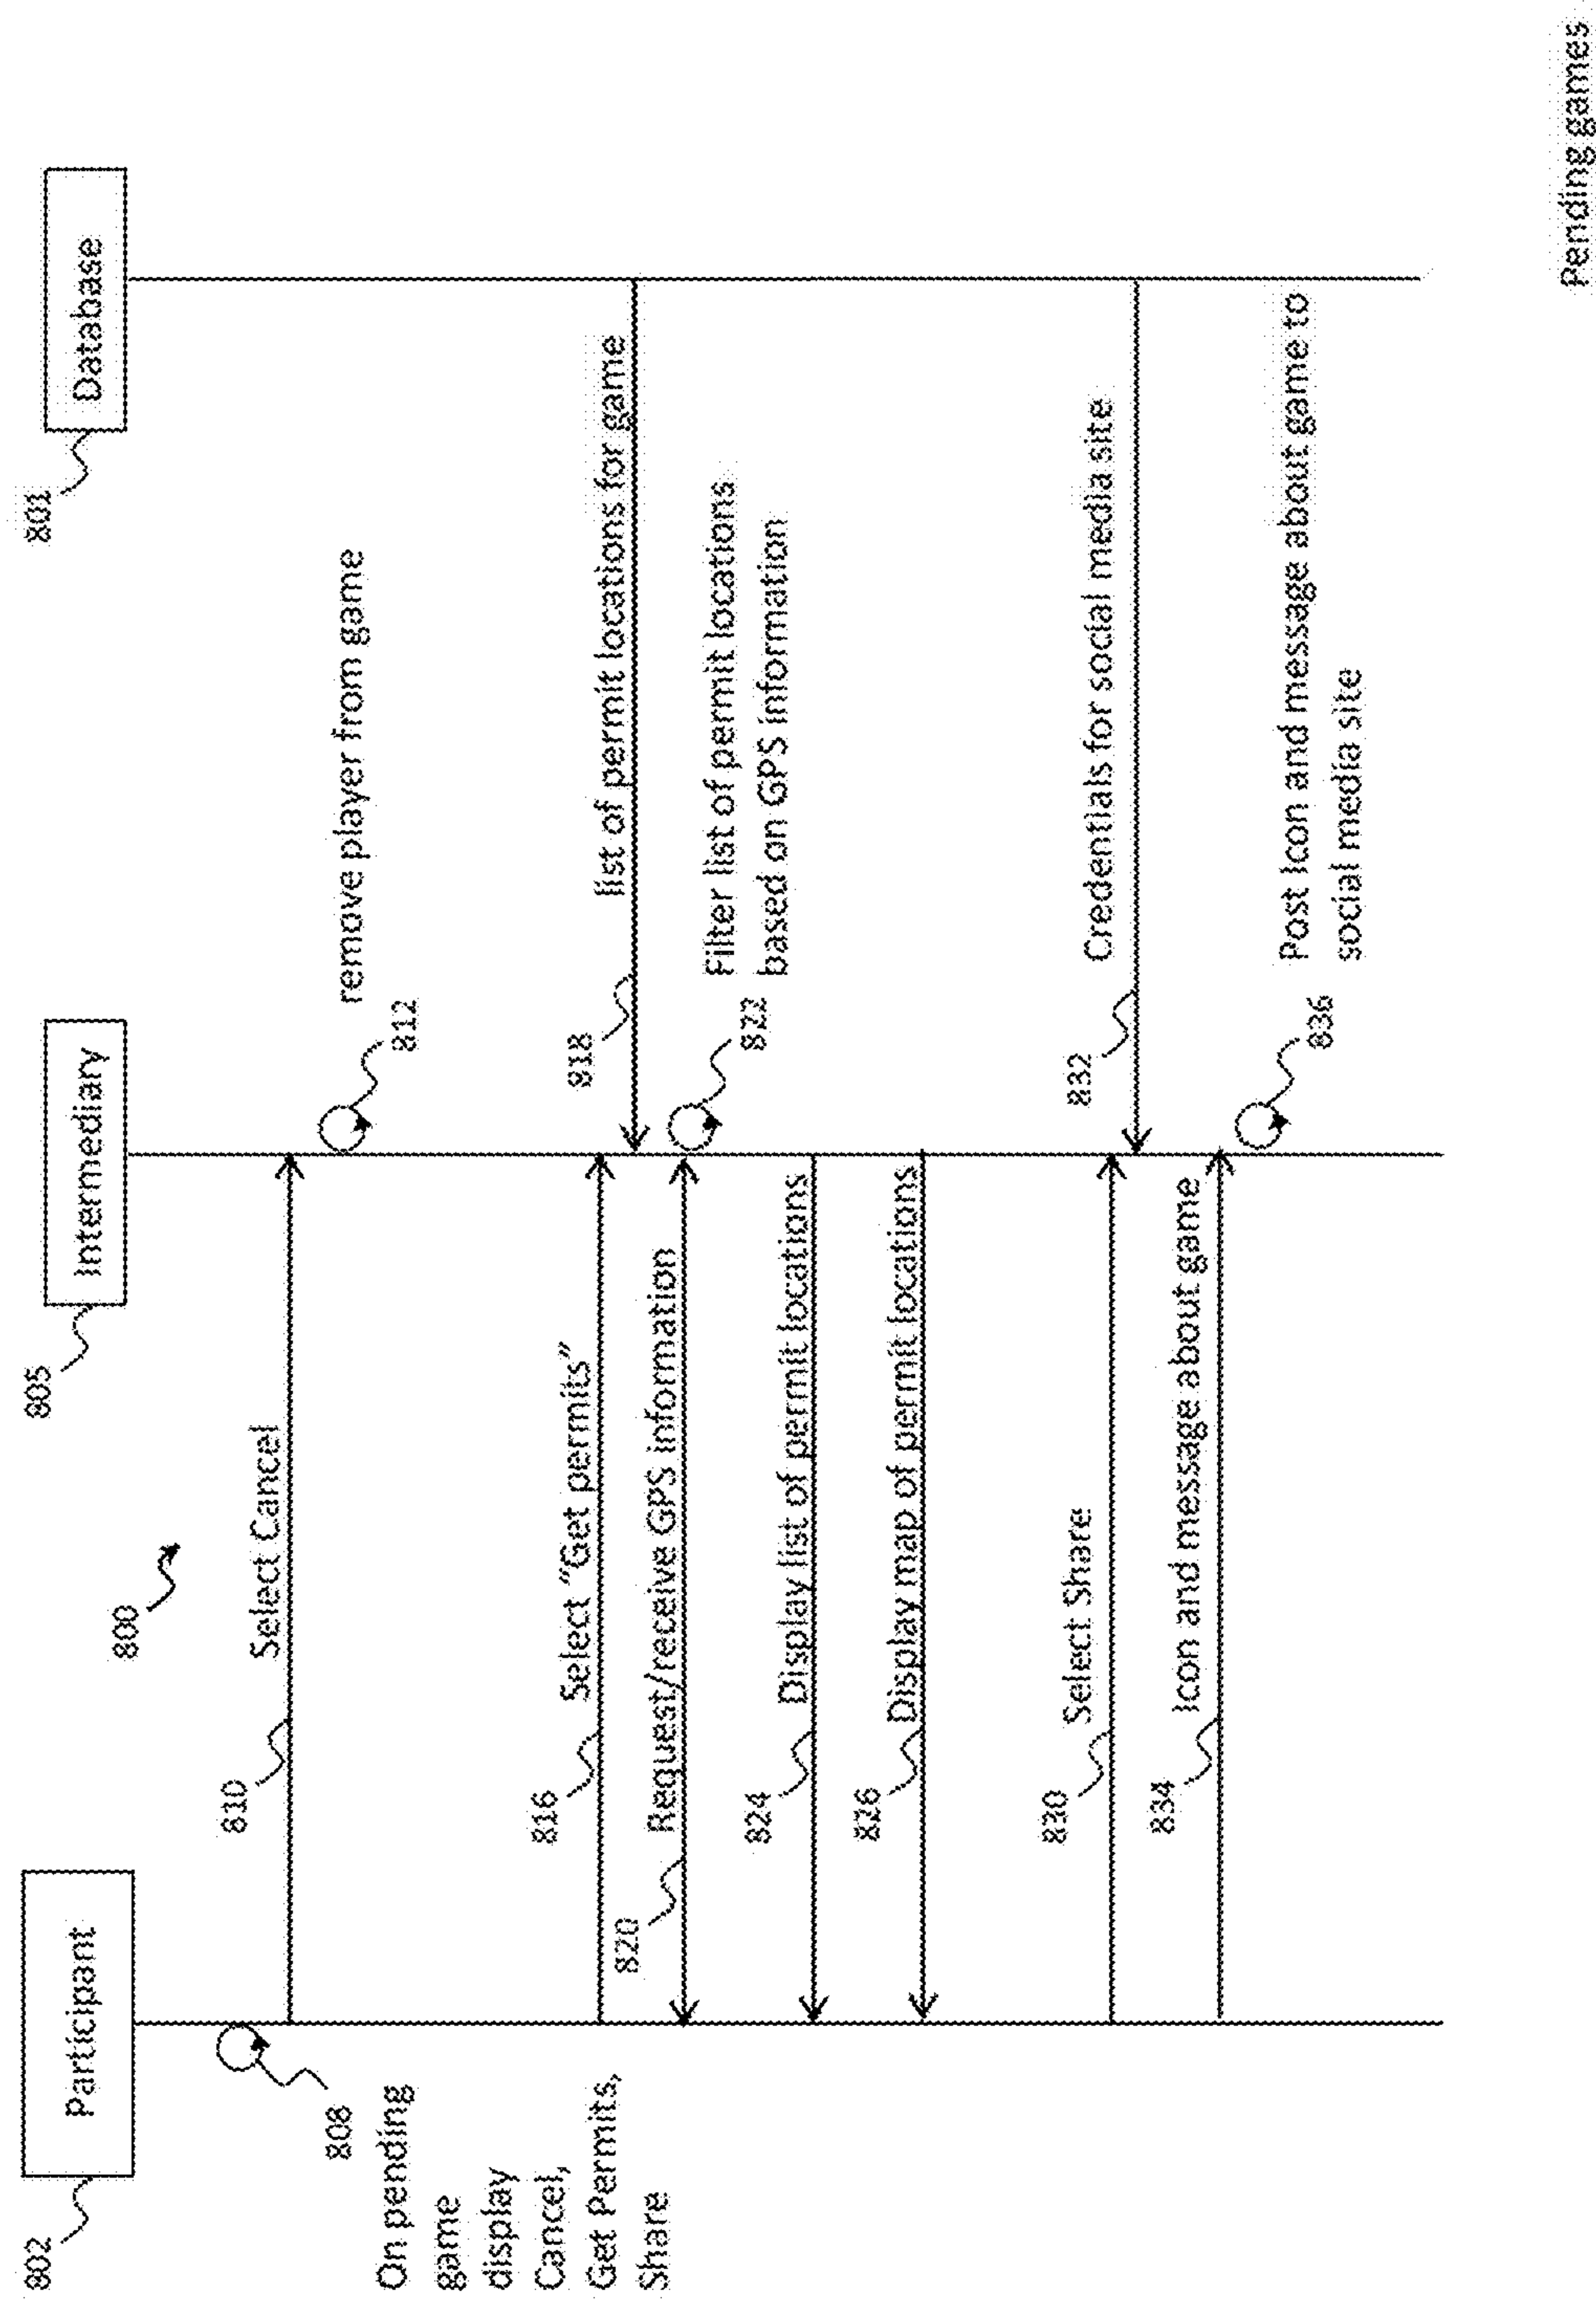 802
Participant
805
Intermediary
801
Database
800
808
On pending
game
display
Cancel,
Get Permits,
Share
810
Select Cancel
812
remove player from game
816
Select “Get permits”
818
list of permit locations for game
820
Request/receive GPS information
822
Filter list of permit locations
based on GPS information
824
Display list of permit locations
826
Display map of permit locations
830
Select Share
832
Credentials for social media site
834
Icon and message about game
836
Post Icon and message about game to
social media site
Pending games